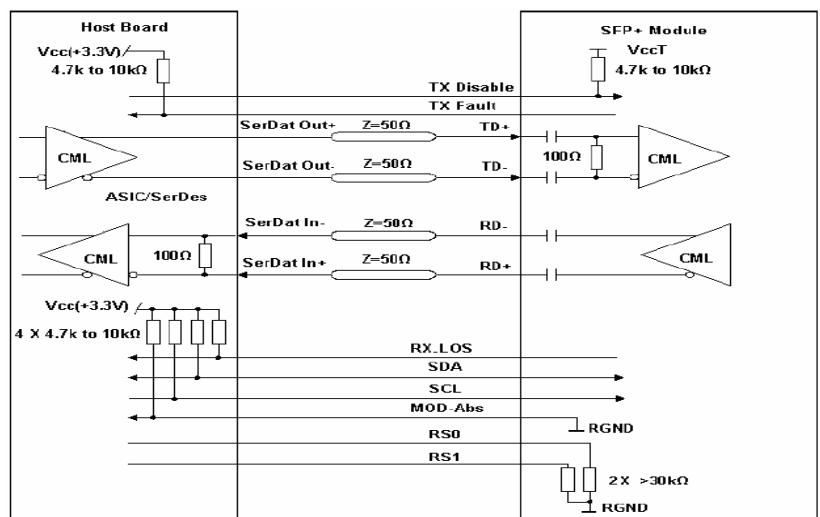 Host Board
SFP+ Module
Vcc(+3.3V)
VccT
4.7k to 10kΩ
4.7k to 10kΩ
TX Disable
TX Fault
SerDat Out+
Z=50Ω
TD+
CML
100Ω
SerDat Out-
Z=50Ω
TD-
ASIC/SerDes
SerDat In-
Z=50Ω
RD-
CML
100Ω
CML
SerDat In+
Z=50Ω
RD+
Vcc(+3.3V)
4 X 4.7k to 10kΩ
RX-LOS
SDA
SCL
MOD-Abs
RGND
RS0
RS1
2X >30kΩ
RGND